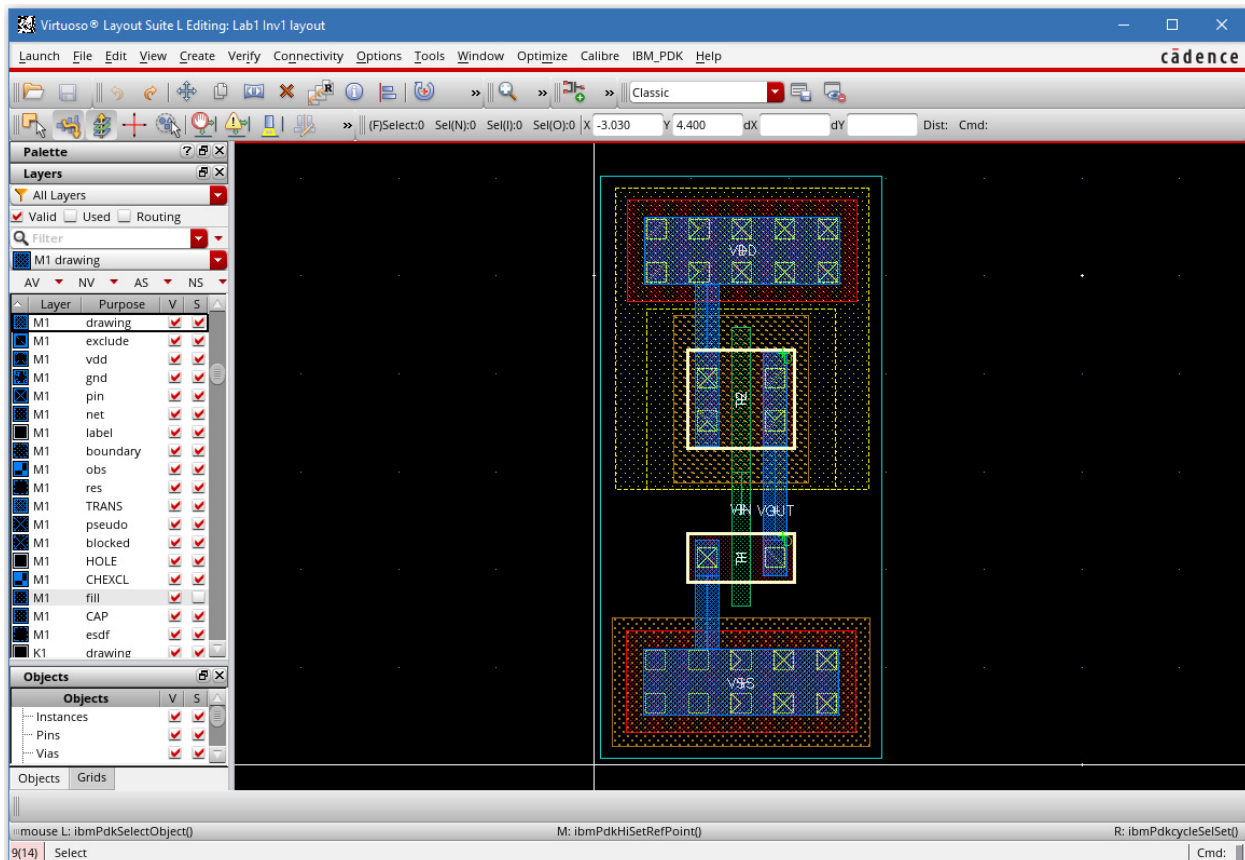 Virtuoso® Layout Suite L Editing: Lab1 Inv1 layout
Launch File Edit View Create Verify Connectivity Options Tools Window Optimize Calibre IBM_PDK Help cādence
» » » Classic
» (F)Select:0 Sel(N):0 Sel(I):0 Sel(O):0 X -3.030 Y 4.400 dX dY Dist: Cmd:
Palette
Layers
All Layers
Valid Used Routing
Filter
M1 drawing
AV NV AS NS
Layer Purpose V S
M1 drawing
M1 exclude
M1 vdd
M1 gnd
M1 pin
M1 net
M1 label
M1 boundary
M1 obs
M1 res
M1 TRANS
M1 pseudo
M1 blocked
M1 HOLE
M1 CHEXCL
M1 fill
M1 CAP
M1 esdf
K1 drawing
Objects
Objects V S
Instances
Pins
Vias
Objects Grids
VDD
VIN VOUT
VSS
mouse L: ibmPdkSelectObject() M: ibmPdkHiSetRefPoint() R: ibmPdkcycleSelSet()
9(14) Select Cmd: